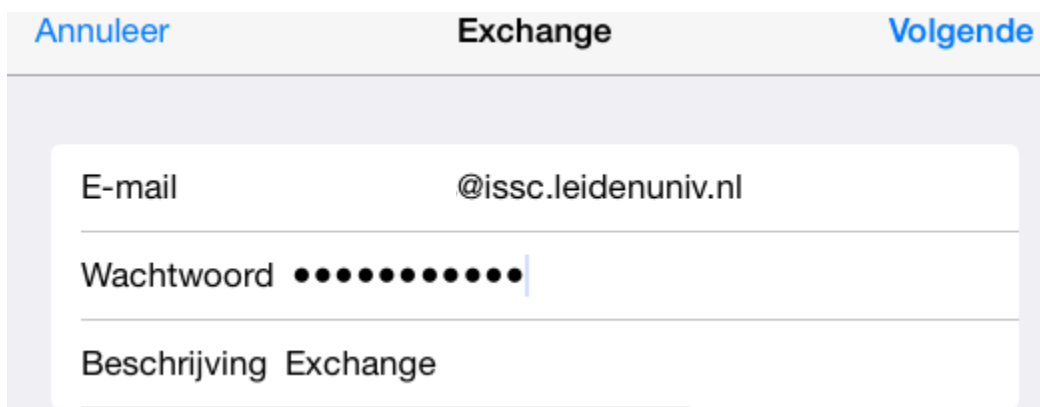 Annuleer Exchange Volgende
E-mail @issc.leidenuniv.nl
Wachtwoord •••••••••••
Beschrijving Exchange